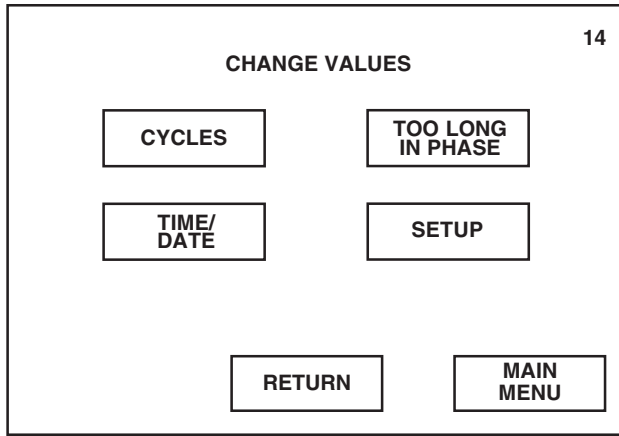 14
CHANGE VALUES
CYCLES
TOO LONG
IN PHASE
TIME/
DATE
SETUP
RETURN
MAIN
MENU